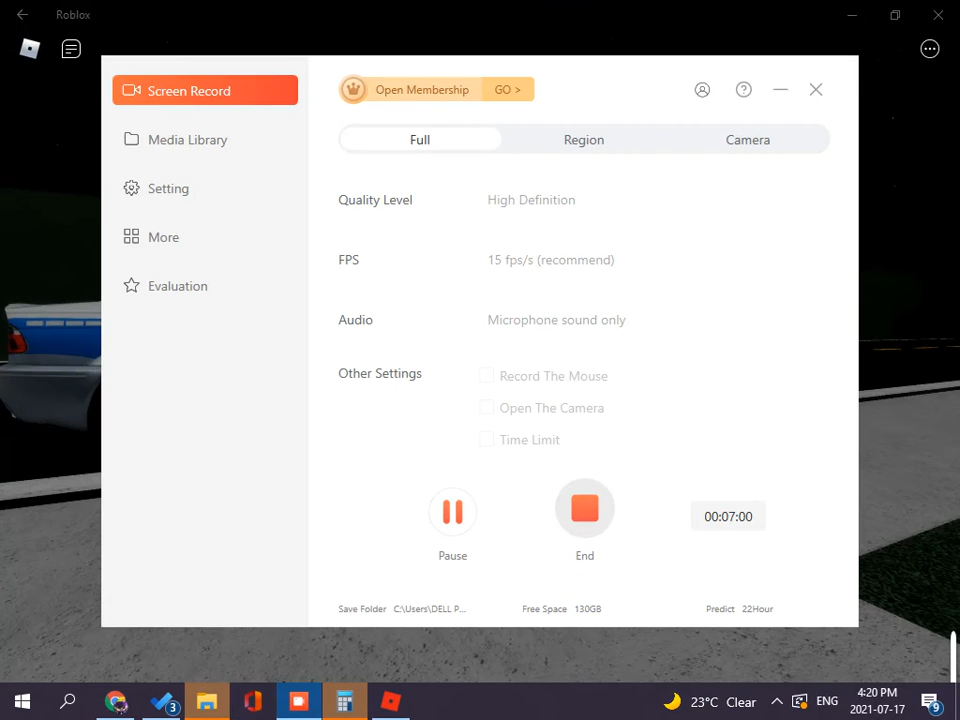 Roblox
Screen Record
Media Library
Setting
More
Evaluation
Open Membership GO >
Full Region Camera
Quality Level High Definition
FPS 15 fps/s (recommend)
Audio Microphone sound only
Other Settings Record The Mouse
Open The Camera
Time Limit
00:07:00
Pause End
Save Folder C:\Users\DELL P... Free Space 130GB Predict 22Hour
3 23°C Clear ENG 4:20 PM
2021-07-17 9